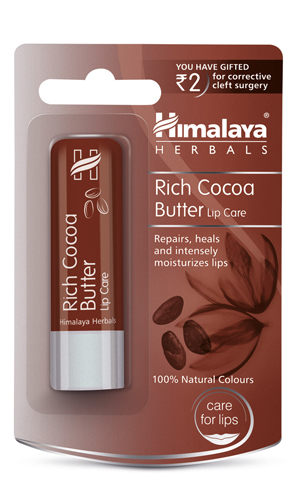 YOU HAVE GIFTED
₹2 for corrective
cleft surgery
Himalaya
HERBALS
Rich Cocoa
Butter Lip Care
Repairs, heals
and intensely
moisturizes lips
100% Natural Colours
care
for lips
Rich Cocoa
Butter
Lip Care
Himalaya Herbals